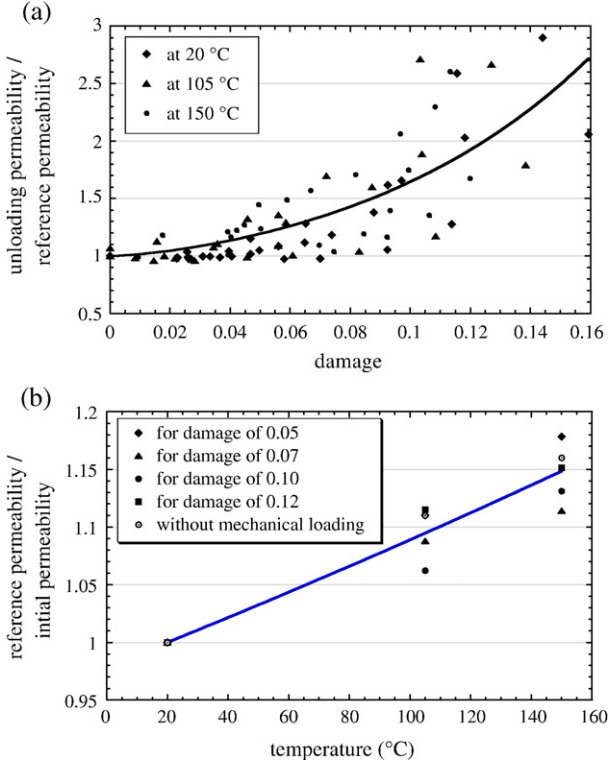 (a)
3
2.5
2
1.5
1
0.5
unloading permeability /
reference permeability
at 20 °C
at 105 °C
at 150 °C
0 0.02 0.04 0.06 0.08 0.1 0.12 0.14 0.16
damage
(b)
1.2
1.15
1.1
1.05
1
0.95
reference permeability /
intial permeability
for damage of 0.05
for damage of 0.07
for damage of 0.10
for damage of 0.12
without mechanical loading
0 20 40 60 80 100 120 140 160
temperature (°C)